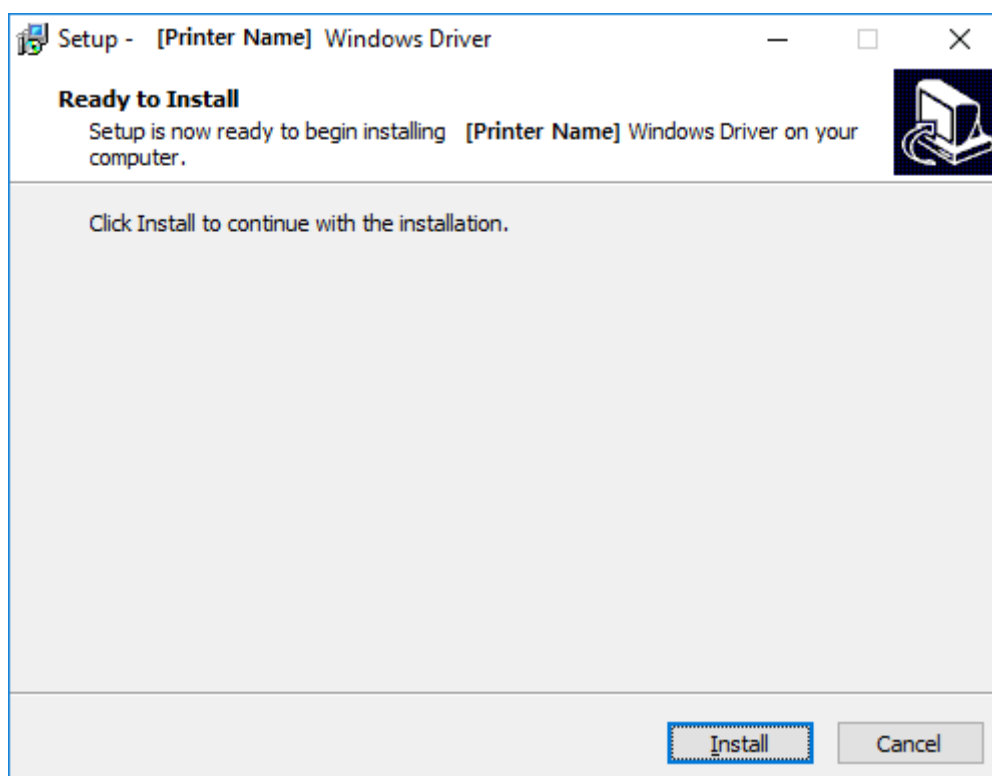 Setup - [Printer Name] Windows Driver
Ready to Install
Setup is now ready to begin installing [Printer Name] Windows Driver on your
computer.
Click Install to continue with the installation.
Install
Cancel